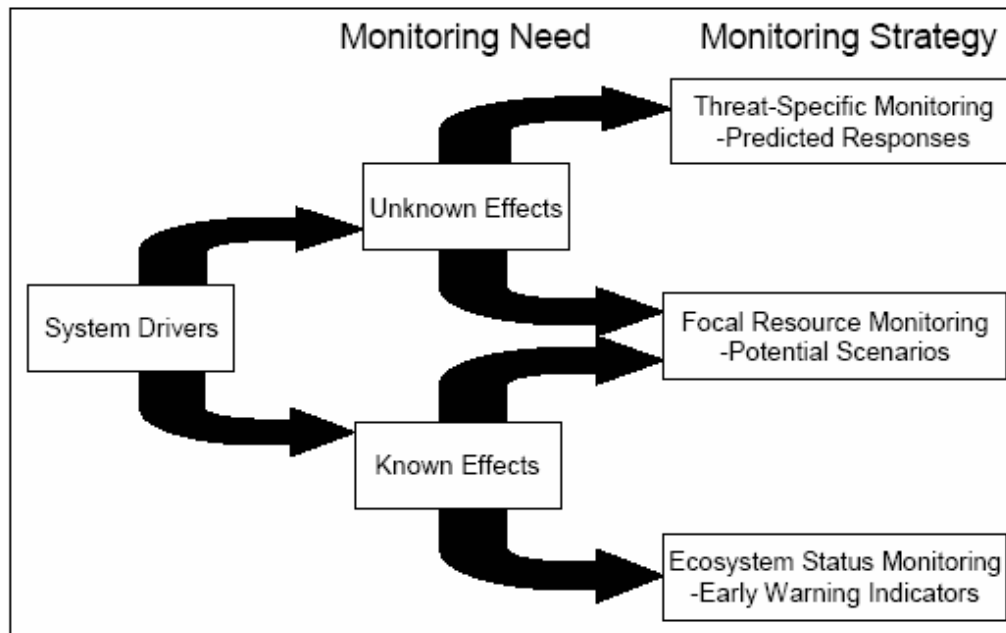 Monitoring Need
Monitoring Strategy
Threat-Specific Monitoring
-Predicted Responses
Unknown Effects
System Drivers
Focal Resource Monitoring
-Potential Scenarios
Known Effects
Ecosystem Status Monitoring
-Early Warning Indicators